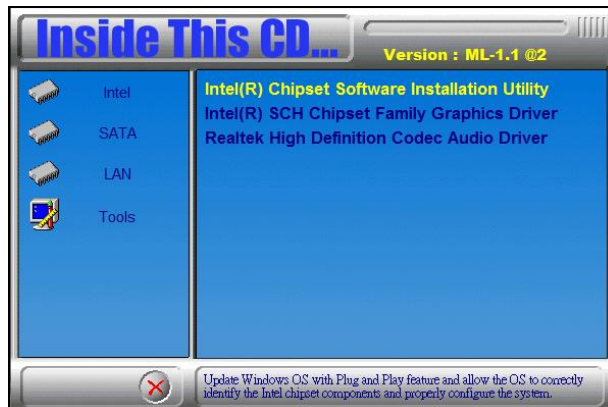 Inside This CD...
Version : ML-1.1 @2
Intel
SATA
LAN
Tools
Intel(R) Chipset Software Installation Utility
Intel(R) SCH Chipset Family Graphics Driver
Realtek High Definition Codec Audio Driver
Update Windows OS with Plug and Play feature and allow the OS to correctly
identify the Intel chipset components and properly configure the system.